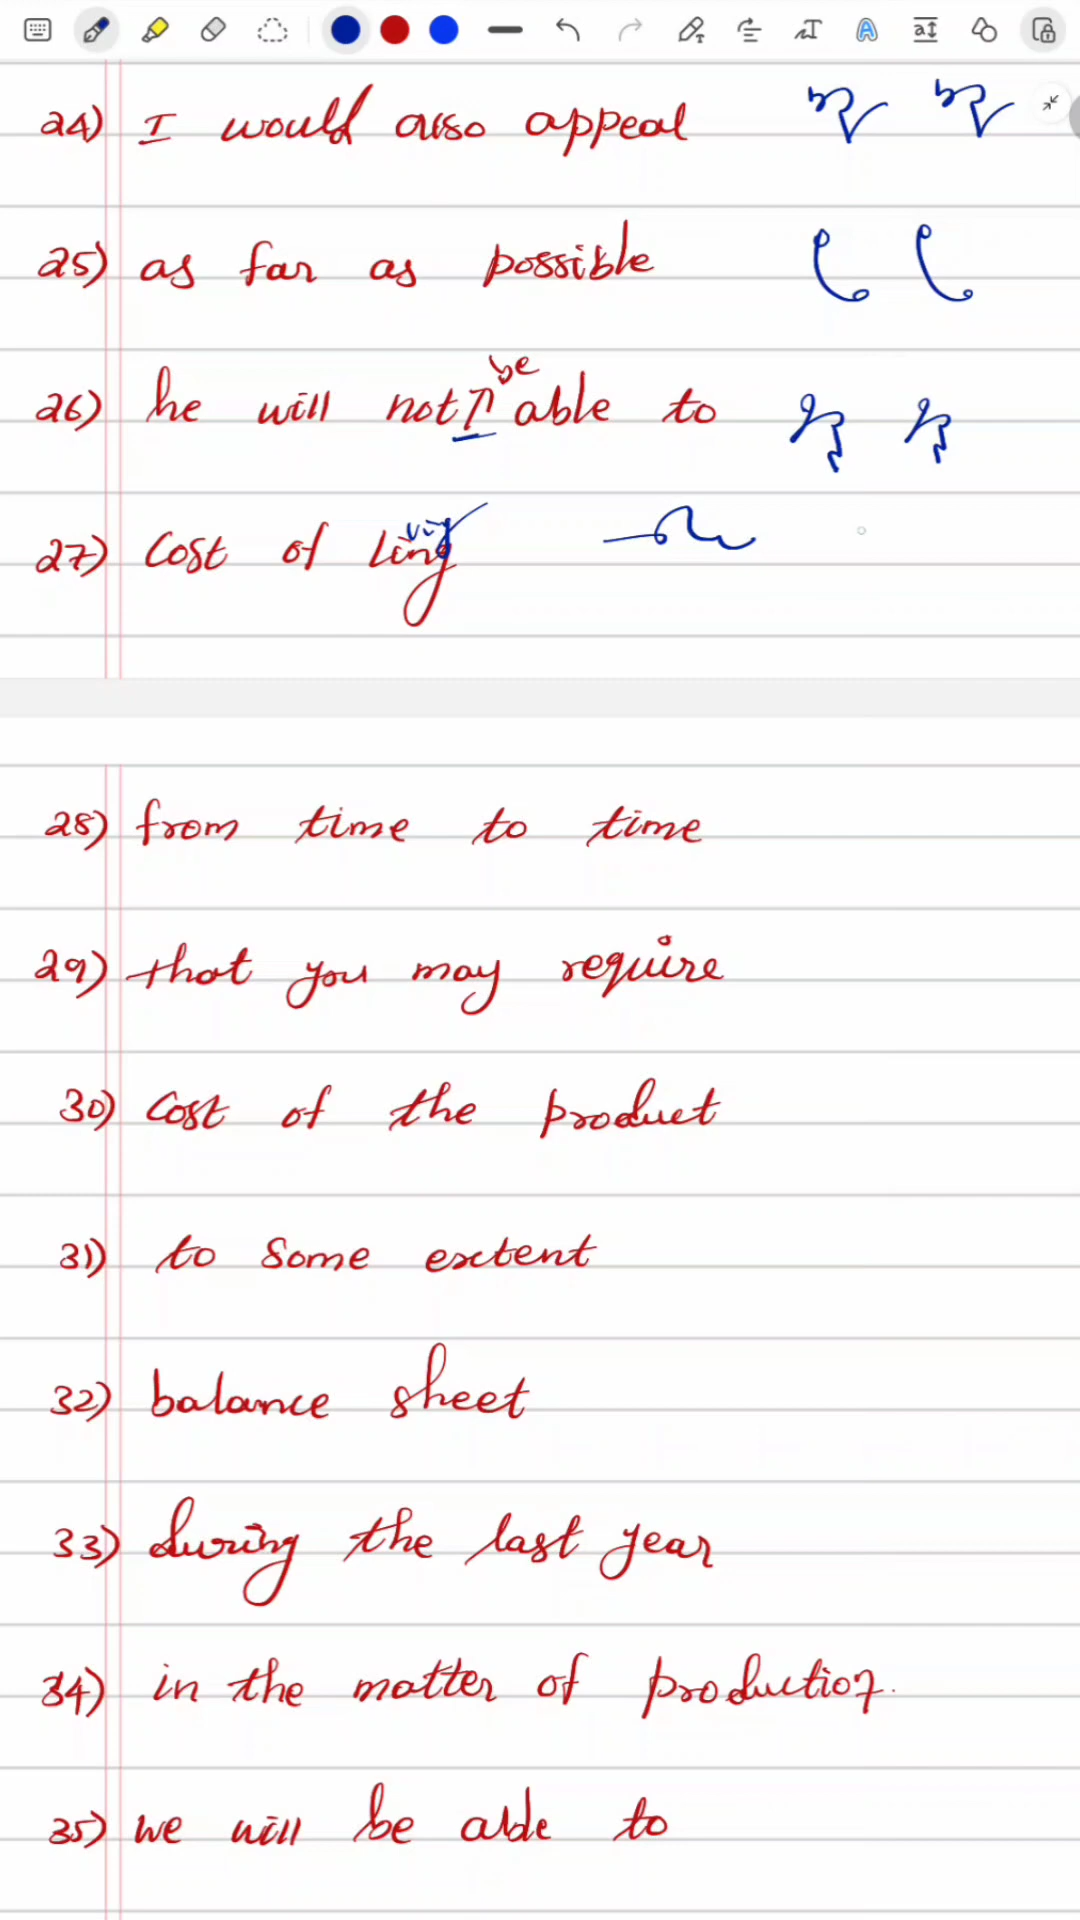 24) I would also appeal
25) as far as possible
26) he will not be able to
27) Cost of living
28) from time to time
29) that you may require
30) Cost of the product
31) to Some extent
32) balance sheet
33) during the last year
34) in the matter of production.
35) we will be able to